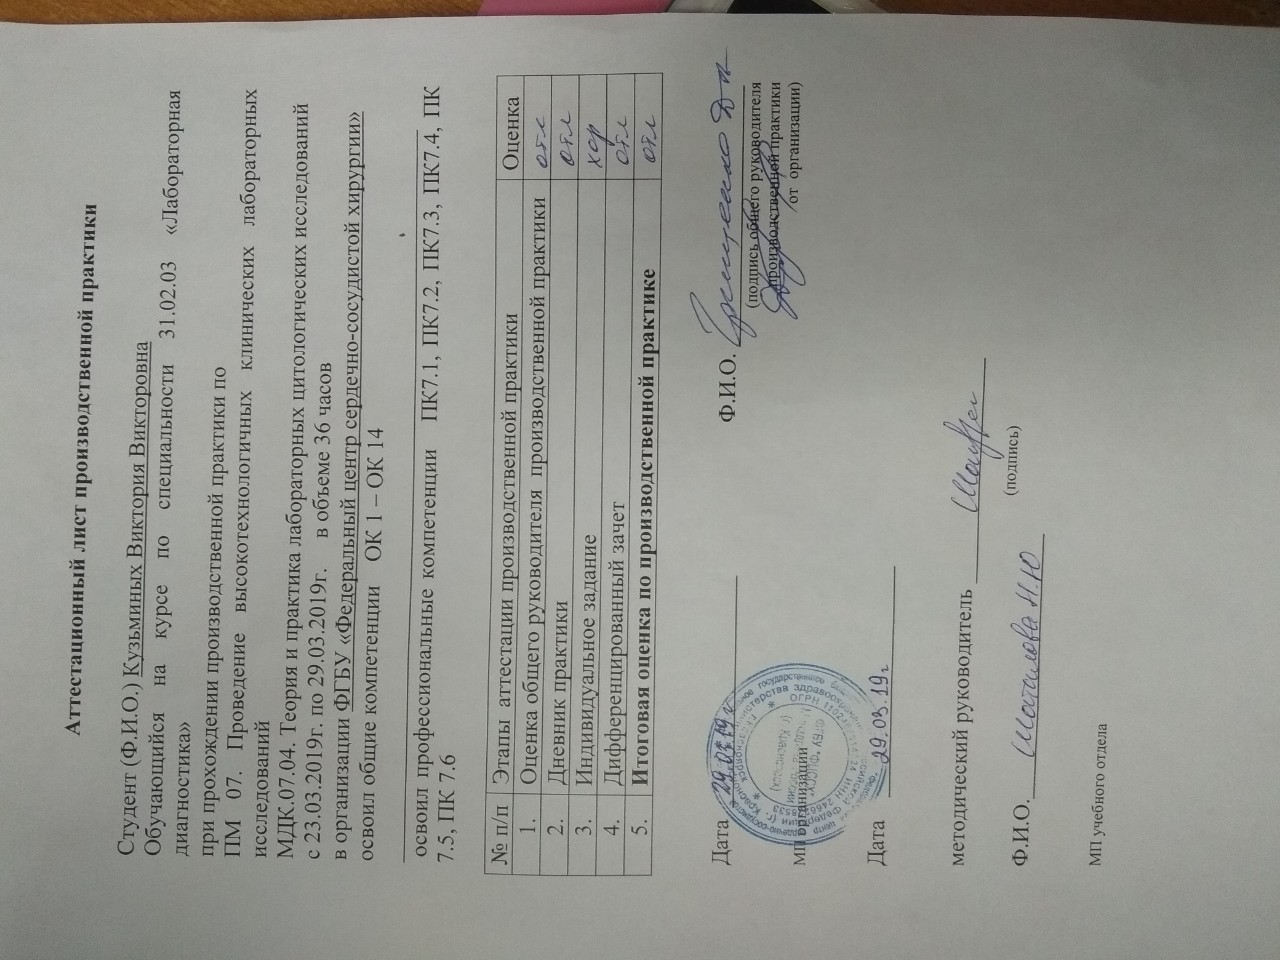 Аттестационный лист производственной практики
Студент (Ф.И.О.) Кузьминых Виктория Викторовна
Обучающийся на курсе по специальности 31.02.03 «Лабораторная
диагностика»
при прохождении производственной практики по
ПМ 07. Проведение высокотехнологичных клинических лабораторных
исследований
МДК.07.04. Теория и практика лабораторных цитологических исследований
с 23.03.2019г. по 29.03.2019г. в объеме 36 часов
в организации ФГБУ «Федеральный центр сердечно-сосудистой хирургии»
освоил общие компетенции ОК 1 – ОК 14
освоил профессиональные компетенции ПК7.1, ПК7.2, ПК7.3, ПК7.4, ПК
7.5, ПК 7.6
№ п/п Этапы аттестации производственной практики Оценка
1. Оценка общего руководителя производственной практики отл
2. Дневник практики отл
3. Индивидуальное задание хор
4. Дифференцированный зачет отл
5. Итоговая оценка по производственной практике отл
Дата 29.03.19г Ф.И.О.
(подпись общего руководителя
производственной практики
от организации)
МП организации
Дата 29.03.19г
методический руководитель
(подпись)
Ф.И.О. Шатилова Н.Ю
МП учебного отдела